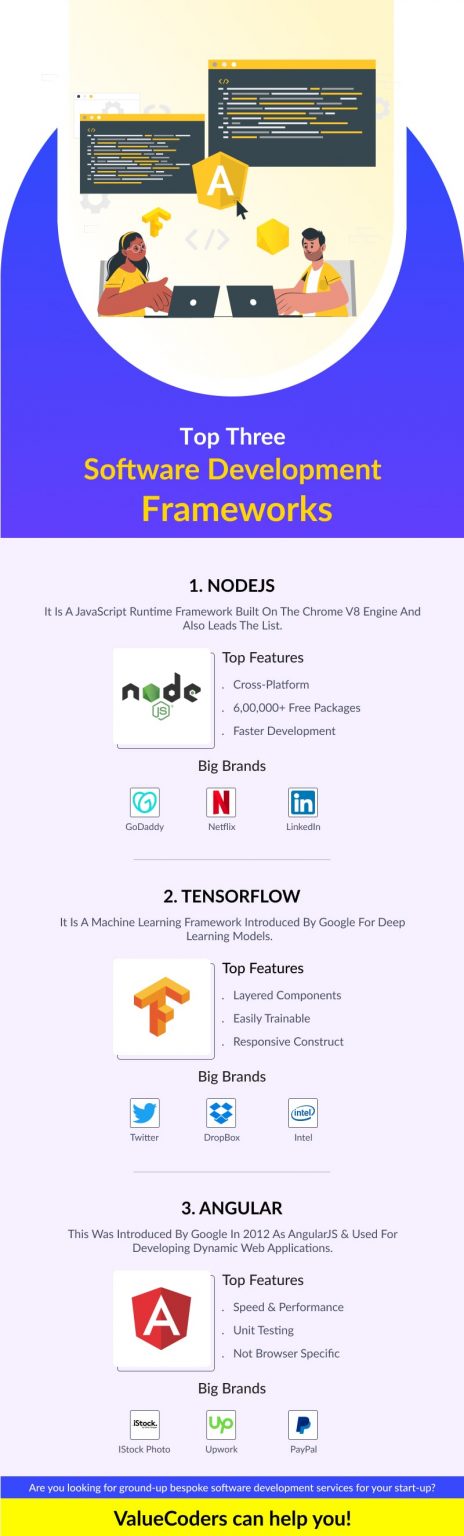 </>
</>
A
</>
Top Three
Software Development
Frameworks
1. NODEJS
It Is A JavaScript Runtime Framework Built On The Chrome V8 Engine And
Also Leads The List.
node
JS
Top Features
. Cross-Platform
. 6,00,000+ Free Packages
. Faster Development
Big Brands
N
in
GoDaddy Netflix LinkedIn
2. TENSORFLOW
It Is A Machine Learning Framework Introduced By Google For Deep
Learning Models.
Top Features
. Layered Components
. Easily Trainable
. Responsive Construct
Big Brands
intel
Twitter DropBox Intel
3. ANGULAR
This Was Introduced By Google In 2012 As AngularJS & Used For
Developing Dynamic Web Applications.
A
Top Features
. Speed & Performance
. Unit Testing
. Not Browser Specific
Big Brands
iStock. Up
IStock Photo Upwork PayPal
Are you looking for ground-up bespoke software development services for your start-up?
ValueCoders can help you!